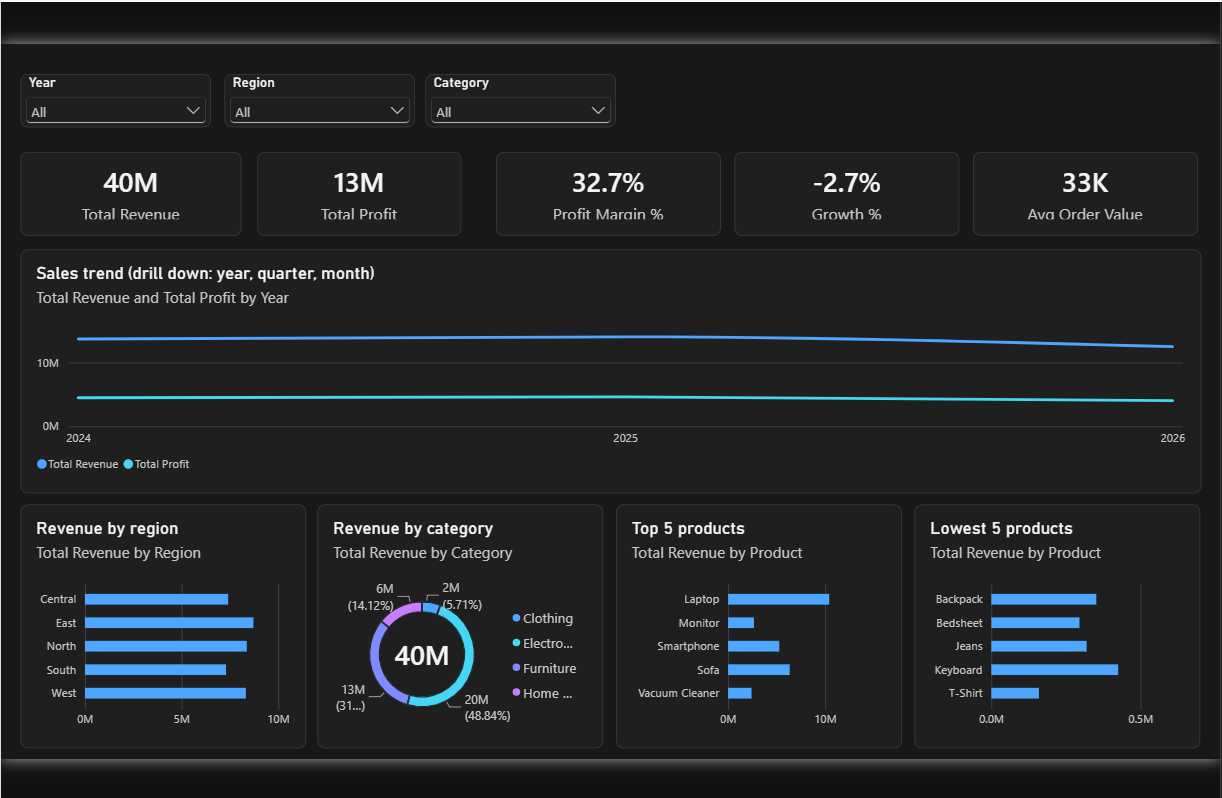 Year
Region
Category
All
All
All
40M
13M
32.7%
-2.7%
33K
Total Revenue
Total Profit
Profit Margin %
Growth %
Avg Order Value
Sales trend (drill down: year, quarter, month)
Total Revenue and Total Profit by Year
10M
0M
2024
2025
2026
Total Revenue
Total Profit
Revenue by region
Total Revenue by Region
Central
East
North
South
West
0M
5M
10M
Revenue by category
Total Revenue by Category
6M
(14.12%)
2M
(5.71%)
40M
13M
(31...)
20M
(48.84%)
Clothing
Electro...
Furniture
Home ...
Top 5 products
Total Revenue by Product
Laptop
Monitor
Smartphone
Sofa
Vacuum Cleaner
0M
10M
Lowest 5 products
Total Revenue by Product
Backpack
Bedsheet
Jeans
Keyboard
T-Shirt
0.0M
0.5M